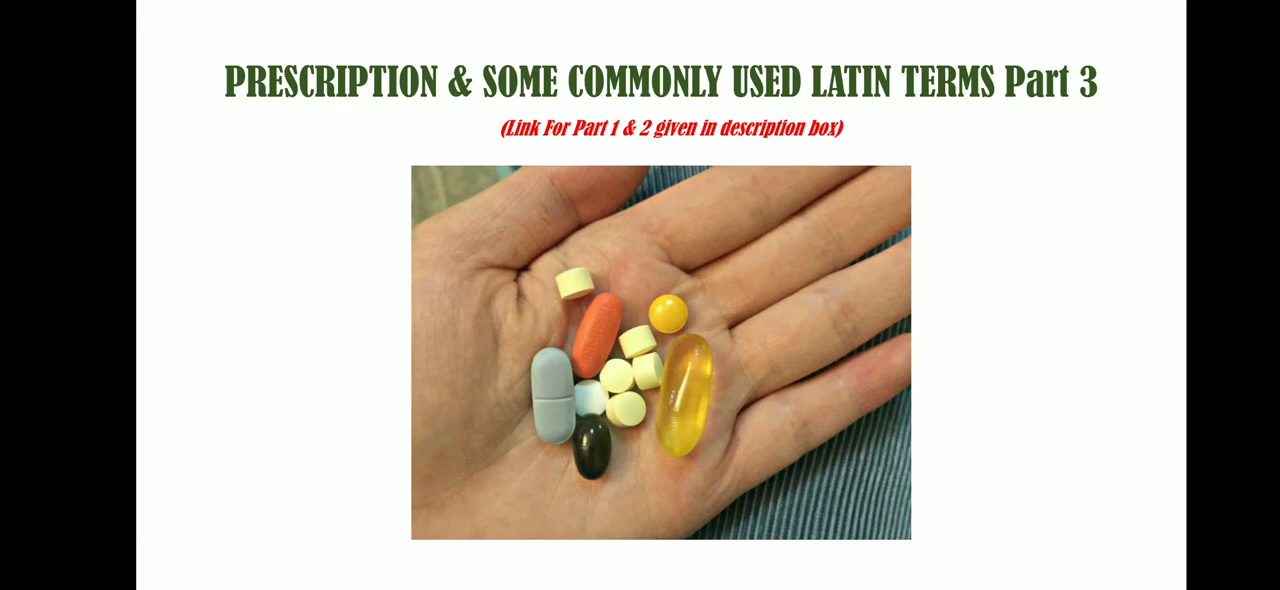 PRESCRIPTION & SOME COMMONLY USED LATIN TERMS Part 3
(Link For Part 1 & 2 given in description box)